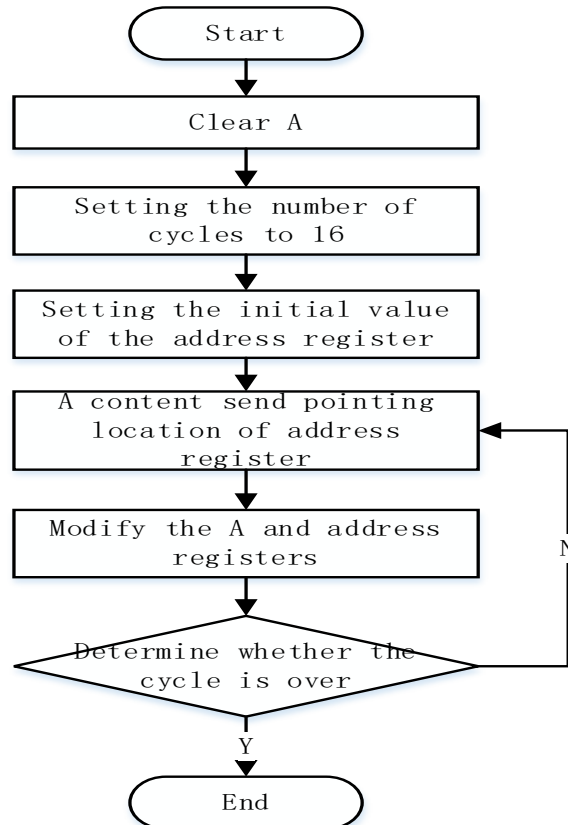 Start
Clear A
Setting the number of
cycles to 16
Setting the initial value
of the address register
A content send pointing
location of address
register
Modify the A and address
registers
N
Determine whether the
cycle is over
Y
End